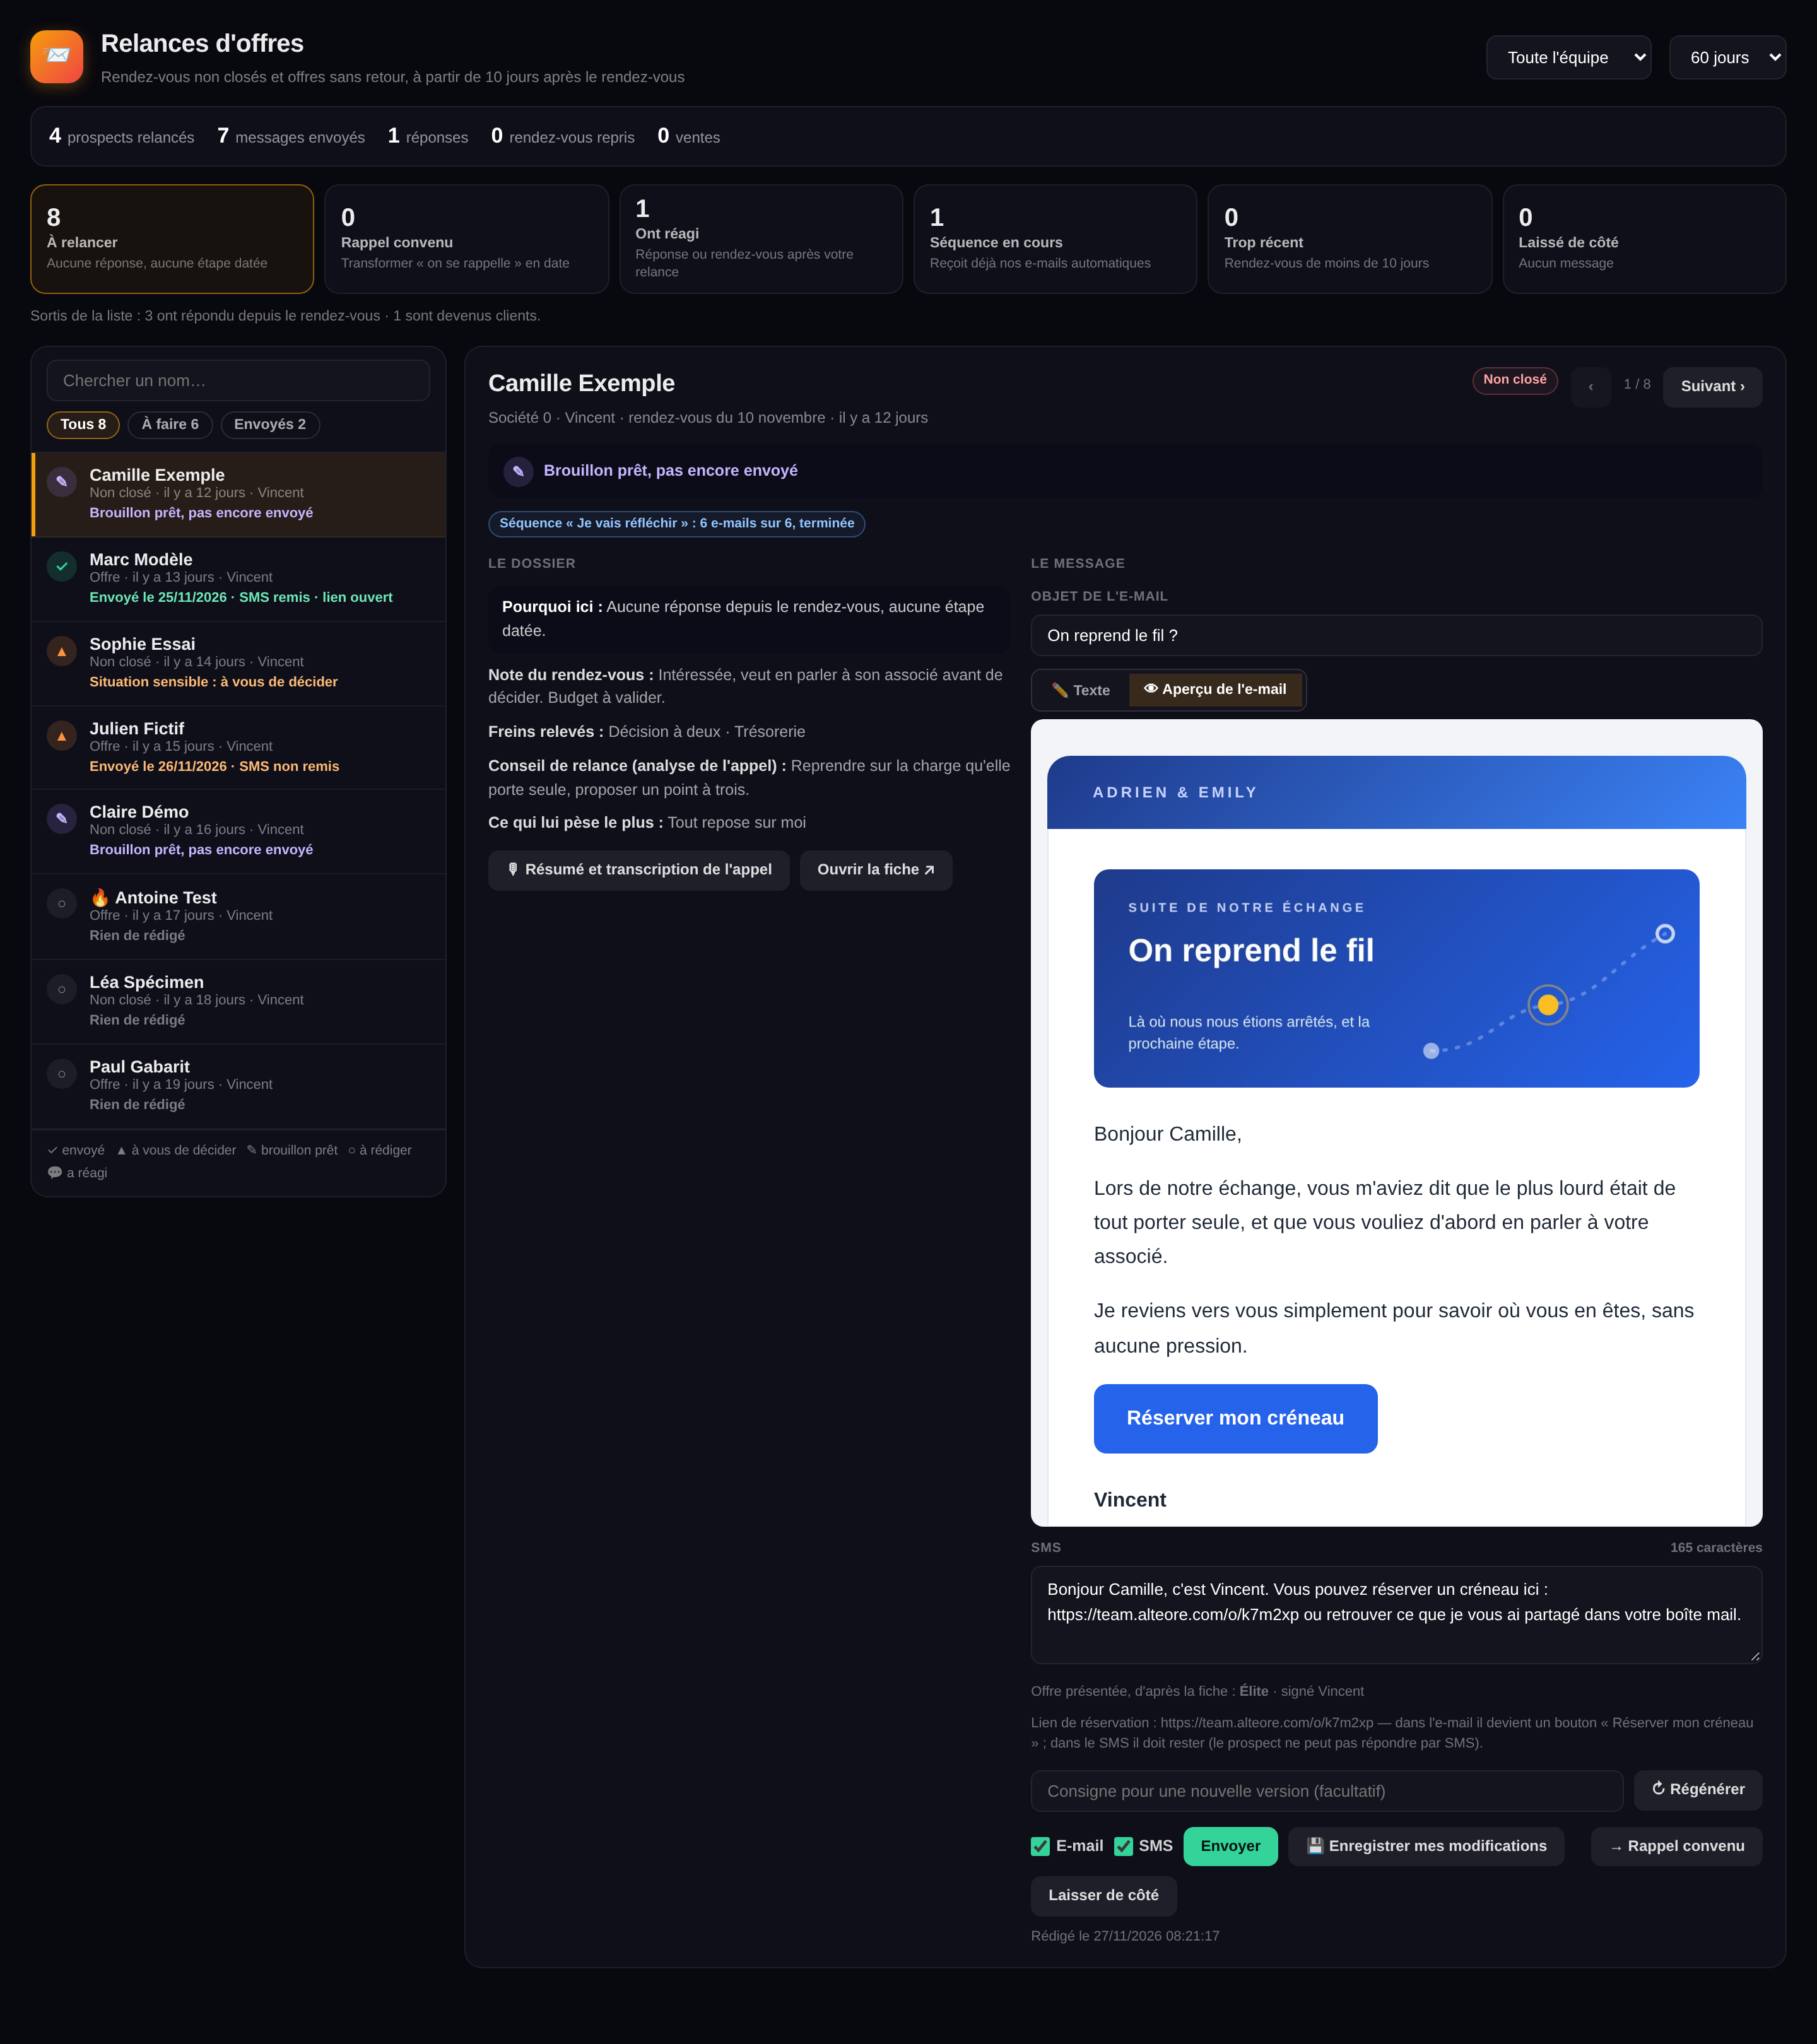 Relances d'offres
Rendez-vous non closés et offres sans retour, à partir de 10 jours après le rendez-vous
Toute l'équipe
60 jours
4 prospects relancés 7 messages envoyés 1 réponses 0 rendez-vous repris 0 ventes
8
À relancer
Aucune réponse, aucune étape datée
0
Rappel convenu
Transformer « on se rappelle » en date
1
Ont réagi
Réponse ou rendez-vous après votre
relance
1
Séquence en cours
Reçoit déjà nos e-mails automatiques
0
Trop récent
Rendez-vous de moins de 10 jours
0
Laissé de côté
Aucun message
Sortis de la liste : 3 ont répondu depuis le rendez-vous · 1 sont devenus clients.
Chercher un nom…
Tous 8
À faire 6
Envoyés 2
✎ Camille Exemple
Non closé · il y a 12 jours · Vincent
Brouillon prêt, pas encore envoyé
✓ Marc Modèle
Offre · il y a 13 jours · Vincent
Envoyé le 25/11/2026 · SMS remis · lien ouvert
▲ Sophie Essai
Non closé · il y a 14 jours · Vincent
Situation sensible : à vous de décider
▲ Julien Fictif
Offre · il y a 15 jours · Vincent
Envoyé le 26/11/2026 · SMS non remis
✎ Claire Démo
Non closé · il y a 16 jours · Vincent
Brouillon prêt, pas encore envoyé
○ 🔥 Antoine Test
Offre · il y a 17 jours · Vincent
Rien de rédigé
○ Léa Spécimen
Non closé · il y a 18 jours · Vincent
Rien de rédigé
○ Paul Gabarit
Offre · il y a 19 jours · Vincent
Rien de rédigé
✓ envoyé ▲ à vous de décider ✎ brouillon prêt ○ à rédiger
💬 a réagi
Camille Exemple
Non closé
‹
1 / 8
Suivant ›
Société 0 · Vincent · rendez-vous du 10 novembre · il y a 12 jours
✎ Brouillon prêt, pas encore envoyé
Séquence « Je vais réfléchir » : 6 e-mails sur 6, terminée
LE DOSSIER
Pourquoi ici : Aucune réponse depuis le rendez-vous, aucune étape
datée.
Note du rendez-vous : Intéressée, veut en parler à son associé avant de
décider. Budget à valider.
Freins relevés : Décision à deux · Trésorerie
Conseil de relance (analyse de l'appel) : Reprendre sur la charge qu'elle
porte seule, proposer un point à trois.
Ce qui lui pèse le plus : Tout repose sur moi
🎙 Résumé et transcription de l'appel
Ouvrir la fiche ↗
LE MESSAGE
OBJET DE L'E-MAIL
On reprend le fil ?
✏️ Texte
👁 Aperçu de l'e-mail
ADRIEN & EMILY
SUITE DE NOTRE ÉCHANGE
On reprend le fil
Là où nous nous étions arrêtés, et la
prochaine étape.
Bonjour Camille,
Lors de notre échange, vous m'aviez dit que le plus lourd était de
tout porter seule, et que vous vouliez d'abord en parler à votre
associé.
Je reviens vers vous simplement pour savoir où vous en êtes, sans
aucune pression.
Réserver mon créneau
Vincent
SMS
165 caractères
Bonjour Camille, c'est Vincent. Vous pouvez réserver un créneau ici :
https://team.alteore.com/o/k7m2xp ou retrouver ce que je vous ai partagé dans votre boîte mail.
Offre présentée, d'après la fiche : Élite · signé Vincent
Lien de réservation : https://team.alteore.com/o/k7m2xp — dans l'e-mail il devient un bouton « Réserver mon créneau
» ; dans le SMS il doit rester (le prospect ne peut pas répondre par SMS).
Consigne pour une nouvelle version (facultatif)
↻ Régénérer
E-mail
SMS
Envoyer
💾 Enregistrer mes modifications
→ Rappel convenu
Laisser de côté
Rédigé le 27/11/2026 08:21:17